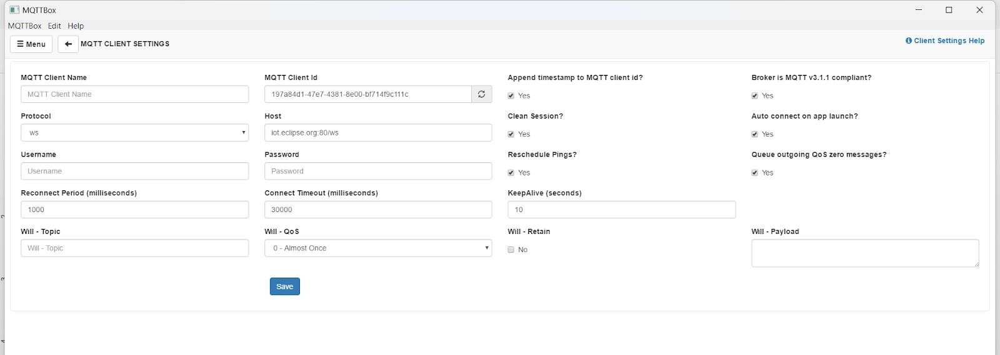 MQTTBox
MQTTBox Edit Help
Menu MQTT CLIENT SETTINGS Client Settings Help
MQTT Client Name MQTT Client Id Append timestamp to MQTT client id? Broker is MQTT v3.1.1 compliant?
MQTT Client Name 197a84d1-47e7-4381-8e00-bf714f9c111c Yes Yes
Protocol Host Clean Session? Auto connect on app launch?
ws iot.eclipse.org:80/ws Yes Yes
Username Password Reschedule Pings? Queue outgoing QoS zero messages?
Username Password Yes Yes
Reconnect Period (milliseconds) Connect Timeout (milliseconds) KeepAlive (seconds)
1000 30000 10
Will - Topic Will - QoS Will - Retain Will - Payload
Will - Topic 0 - Almost Once No
Save